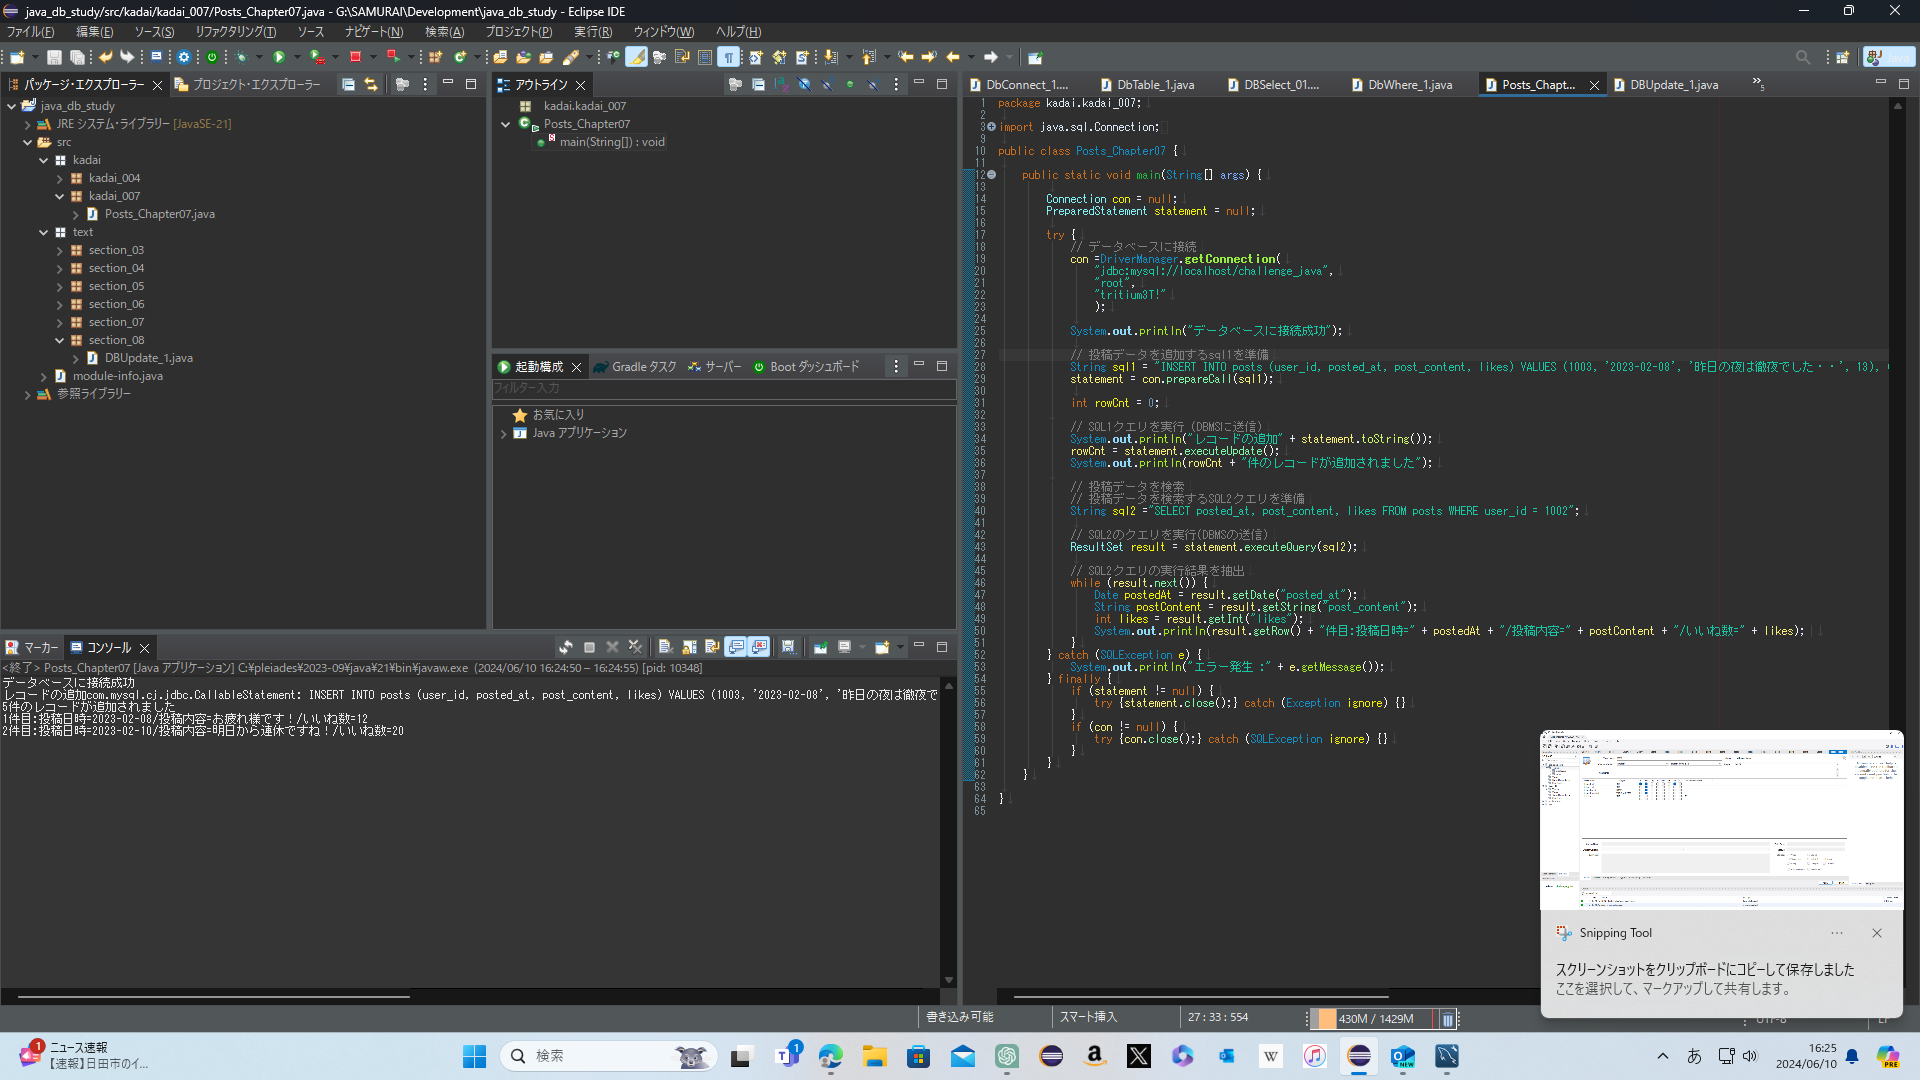 java_db_study/src/kadai/kadai_007/Posts_Chapter07.java - G:\SAMURAI\Development\java_db_study - Eclipse IDE
ファイル(F) 編集(E) ソース(S) リファクタリング(T) ソース ナビゲート(N) 検索(A) プロジェクト(P) 実行(R) ウィンドウ(W) ヘルプ(H)
パッケージ・エクスプローラー プロジェクト・エクスプローラー
java_db_study
JRE システム・ライブラリー [JavaSE-21]
src
kadai
kadai_004
kadai_007
Posts_Chapter07.java
text
section_03
section_04
section_05
section_06
section_07
section_08
DBUpdate_1.java
module-info.java
参照ライブラリー
アウトライン
kadai.kadai_007
Posts_Chapter07
main(String[]) : void
起動構成 Gradle タスク サーバー Boot ダッシュボード
フィルター入力
お気に入り
Java アプリケーション
DbConnect_1.... DbTable_1.java DBSelect_01.... DbWhere_1.java Posts_Chapt... DBUpdate_1.java »5
1 package kadai.kadai_007;
2
3 import java.sql.Connection;
9
10 public class Posts_Chapter07 {
11
12 public static void main(String[] args) {
13
14 Connection con = null;
15 PreparedStatement statement = null;
16
17 try {
18 // データベースに接続
19 con =DriverManager.getConnection(
20 "jdbc:mysql://localhost/challenge_java",
21 "root",
22 "tritium3T!"
23 );
24
25 System.out.println("データベースに接続成功");
26
27 // 投稿データを追加するsql1を準備
28 String sql1 = "INSERT INTO posts (user_id, posted_at, post_content, likes) VALUES (1003, '2023-02-08', '昨日の夜は徹夜でした・・', 13), (
29 statement = con.prepareCall(sql1);
30
31 int rowCnt = 0;
32
33 // SQL1クエリを実行 (DBMSに送信)
34 System.out.println("レコードの追加" + statement.toString());
35 rowCnt = statement.executeUpdate();
36 System.out.println(rowCnt + "件のレコードが追加されました");
37
38 // 投稿データを検索
39 // 投稿データを検索するSQL2クエリを準備
40 String sql2 ="SELECT posted_at, post_content, likes FROM posts WHERE user_id = 1002";
41
42 // SQL2のクエリを実行(DBMSの送信)
43 ResultSet result = statement.executeQuery(sql2);
44
45 // SQL2クエリの実行結果を抽出
46 while (result.next()) {
47 Date postedAt = result.getDate("posted_at");
48 String postContent = result.getString("post_content");
49 int likes = result.getInt("likes");
50 System.out.println(result.getRow() + "件目:投稿日時=" + postedAt + "/投稿内容=" + postContent + "/いいね数=" + likes);
51 }
52 } catch (SQLException e) {
53 System.out.println("エラー発生 :" + e.getMessage());
54 } finally {
55 if (statement != null) {
56 try {statement.close();} catch (Exception ignore) {}
57 }
58 if (con != null) {
59 try {con.close();} catch (SQLException ignore) {}
60 }
61 }
62 }
63
64 }
65
マーカー コンソール
<終了> Posts_Chapter07 [Java アプリケーション] C:¥pleiades¥2023-09¥java¥21¥bin¥javaw.exe (2024/06/10 16:24:50 – 16:24:55) [pid: 10348]
データベースに接続成功
レコードの追加com.mysql.cj.jdbc.CallableStatement: INSERT INTO posts (user_id, posted_at, post_content, likes) VALUES (1003, '2023-02-08', '昨日の夜は徹夜で
5件のレコードが追加されました
1件目:投稿日時=2023-02-08/投稿内容=お疲れ様です！/いいね数=12
2件目:投稿日時=2023-02-10/投稿内容=明日から連休ですね！/いいね数=20
Snipping Tool
スクリーンショットをクリップボードにコピーして保存しました
ここを選択して、マークアップして共有します。
書き込み可能 スマート挿入 27 : 33 : 554 430M / 1429M UTF-8 LF
1 ニュース速報
【速報】日田市のイ...
検索
1
NEW
あ
16:25
2024/06/10
PRE